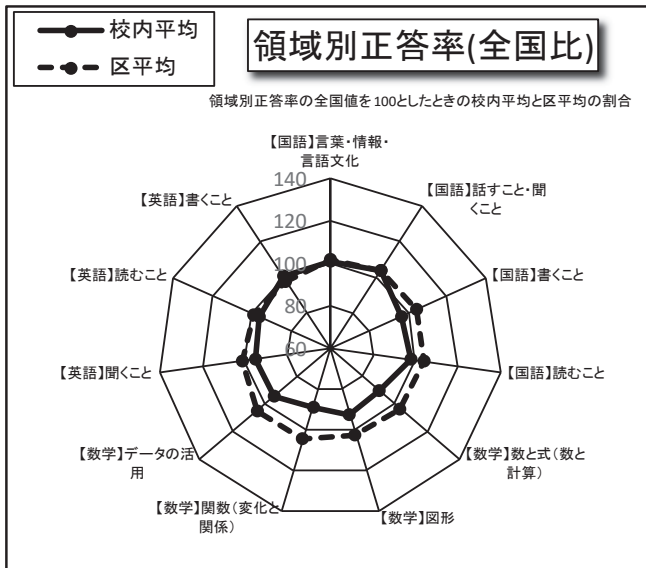 校内平均
区平均
領域別正答率(全国比)
領域別正答率の全国値を100としたときの校内平均と区平均の割合
【国語】言葉・情報・
言語文化
【国語】話すこと・聞
くこと
【国語】書くこと
【国語】読むこと
【数学】数と式（数と
計算）
【数学】図形
【数学】関数（変化と
関係）
【数学】データの活
用
【英語】聞くこと
【英語】読むこと
【英語】書くこと
140
120
100
80
60